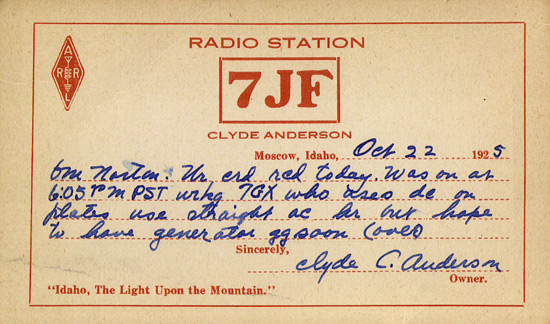 A
R R
L
RADIO STATION
7JF
CLYDE ANDERSON
Moscow, Idaho, Oct 22 1925
om Norton: Ur crd rcd today. Was on at
6:05 PM PST wrkg 7GX who uses dc on
plates use straight ac hr but hope
to have generator gg soon (over)
Sincerely,
Clyde C. Anderson
Owner.
"Idaho, The Light Upon the Mountain."